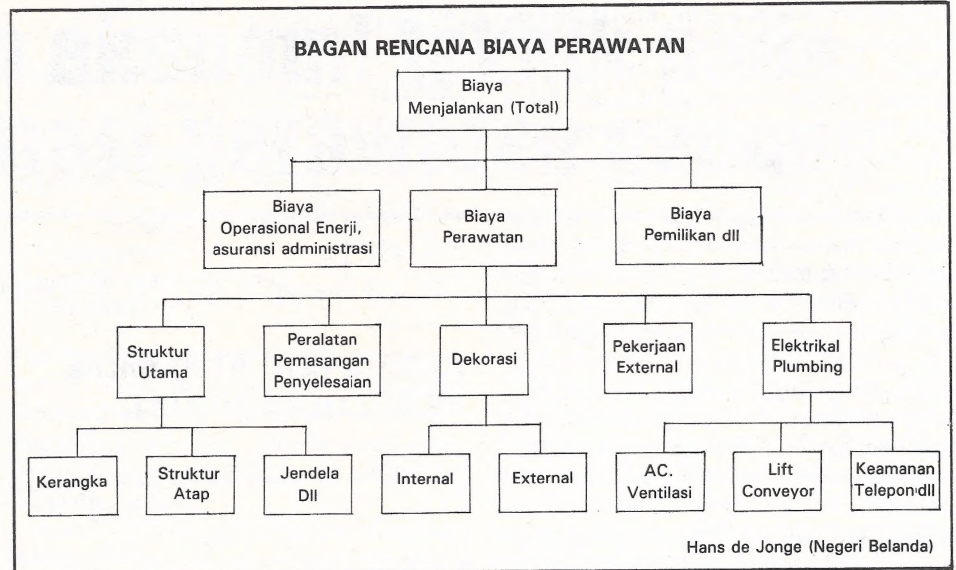 BAGAN RENCANA BIAYA PERAWATAN
Biaya
Menjalankan (Total)
Biaya
Operasional Enerji,
asuransi administrasi
Biaya
Perawatan
Biaya
Pemilikan dll
Struktur
Utama
Peralatan
Pemasangan
Penyelesaian
Dekorasi
Pekerjaan
External
Elektrikal
Plumbing
Kerangka
Struktur
Atap
Jendela
Dll
Internal
External
AC.
Ventilasi
Lift
Conveyor
Keamanan
Telepon dll
Hans de Jonge (Negeri Belanda)